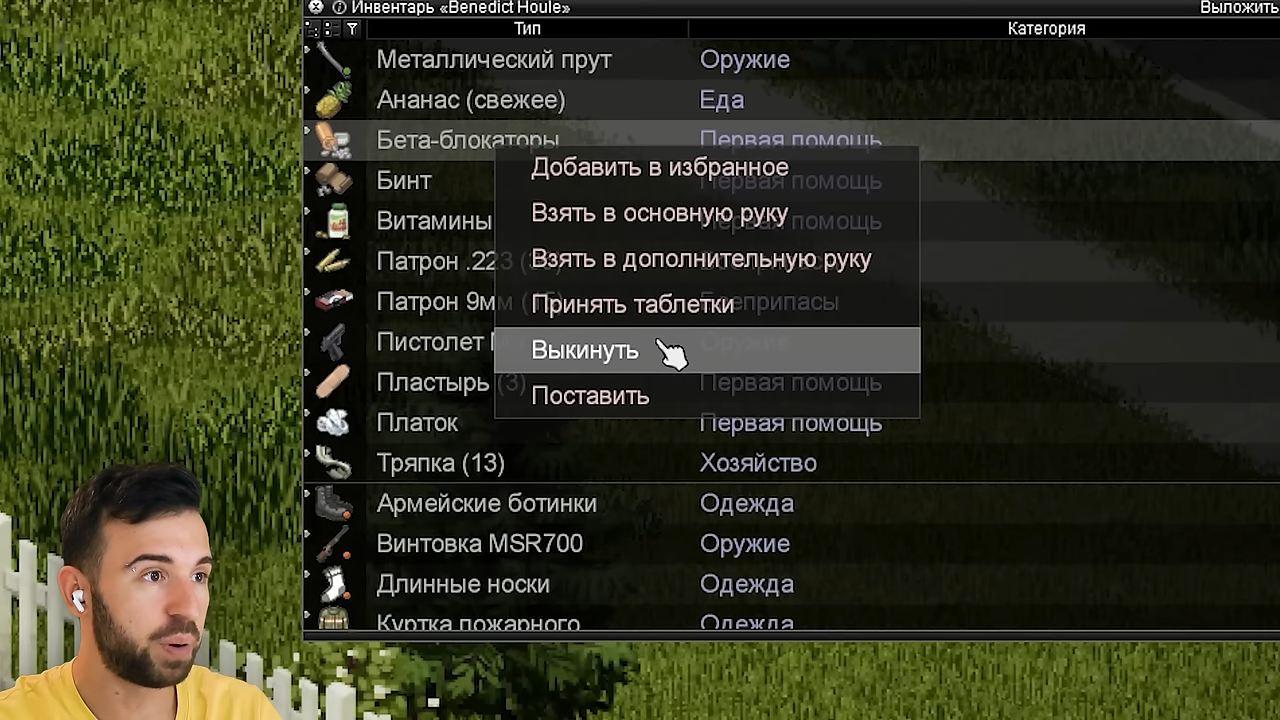 Инвентарь «Benedict Houle»
Выложить
Тип
Категория
Металлический прут
Оружие
Ананас (свежее)
Еда
Бета-блокаторы
Первая помощь
Добавить в избранное
Бинт
Первая помощь
Взять в основную руку
Витамины
Первая помощь
Взять в дополнительную руку
Патрон .223
Принять таблетки
Патрон 9мм
Боеприпасы
Выкинуть
Пистолет
Оружие
Поставить
Пластырь (3)
Первая помощь
Платок
Первая помощь
Тряпка (13)
Хозяйство
Армейские ботинки
Одежда
Винтовка MSR700
Оружие
Длинные носки
Одежда
Куртка пожарного
Одежда